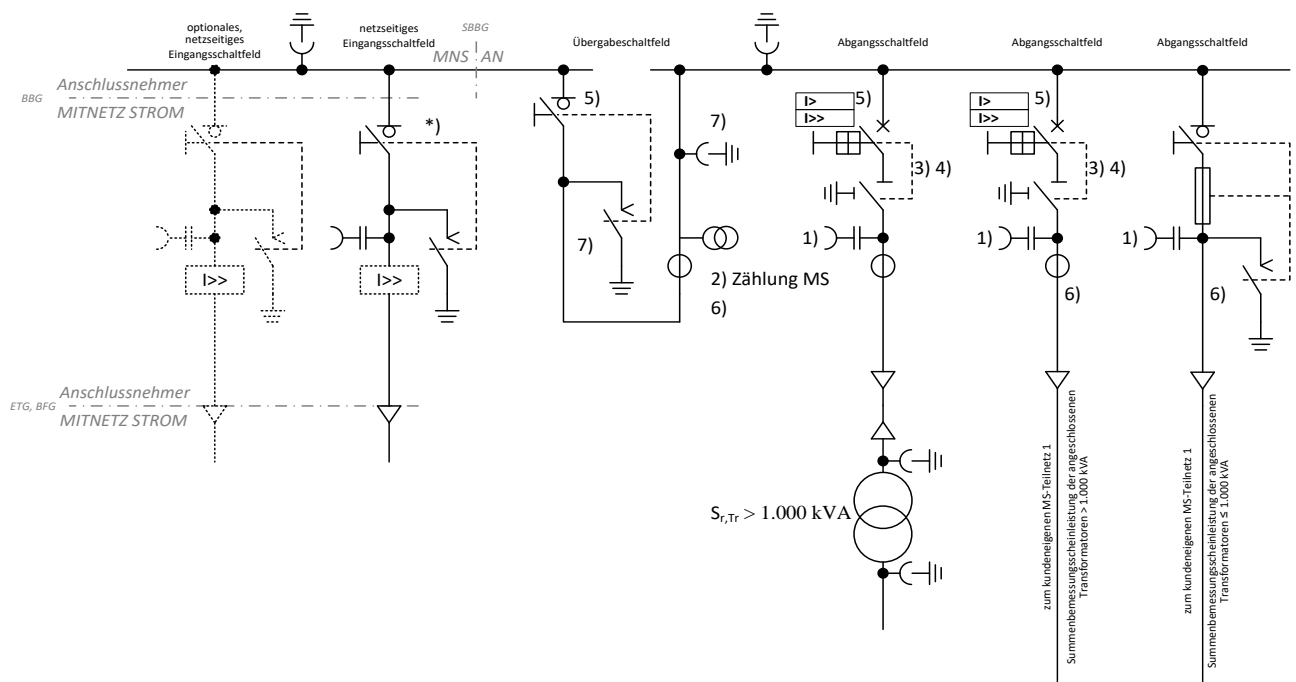 optionales,
netzseitiges
Eingangsschaltfeld
netzseitiges
Eingangsschaltfeld
SBBG
MNS AN
Übergabeschaltfeld
Abgangsschaltfeld
Abgangsschaltfeld
Abgangsschaltfeld
Anschlussnehmer
BBG
MITNETZ STROM
*)
5)
7)
I>
I>>
5)
I>
I>>
5)
3) 4)
3) 4)
7)
1)
1)
1)
I>>
I>>
2) Zählung MS
6)
6)
6)
Anschlussnehmer
ETG, BFG
MITNETZ STROM
Sr,Tr > 1.000 kVA
zum kundeneigenen MS-Teilnetz 1
Summenbemessungsscheinleistung der angeschlossenen
Transformatoren > 1.000 kVA
zum kundeneigenen MS-Teilnetz 1
Summenbemessungsscheinleistung der angeschlossenen
Transformatoren ≤ 1.000 kVA